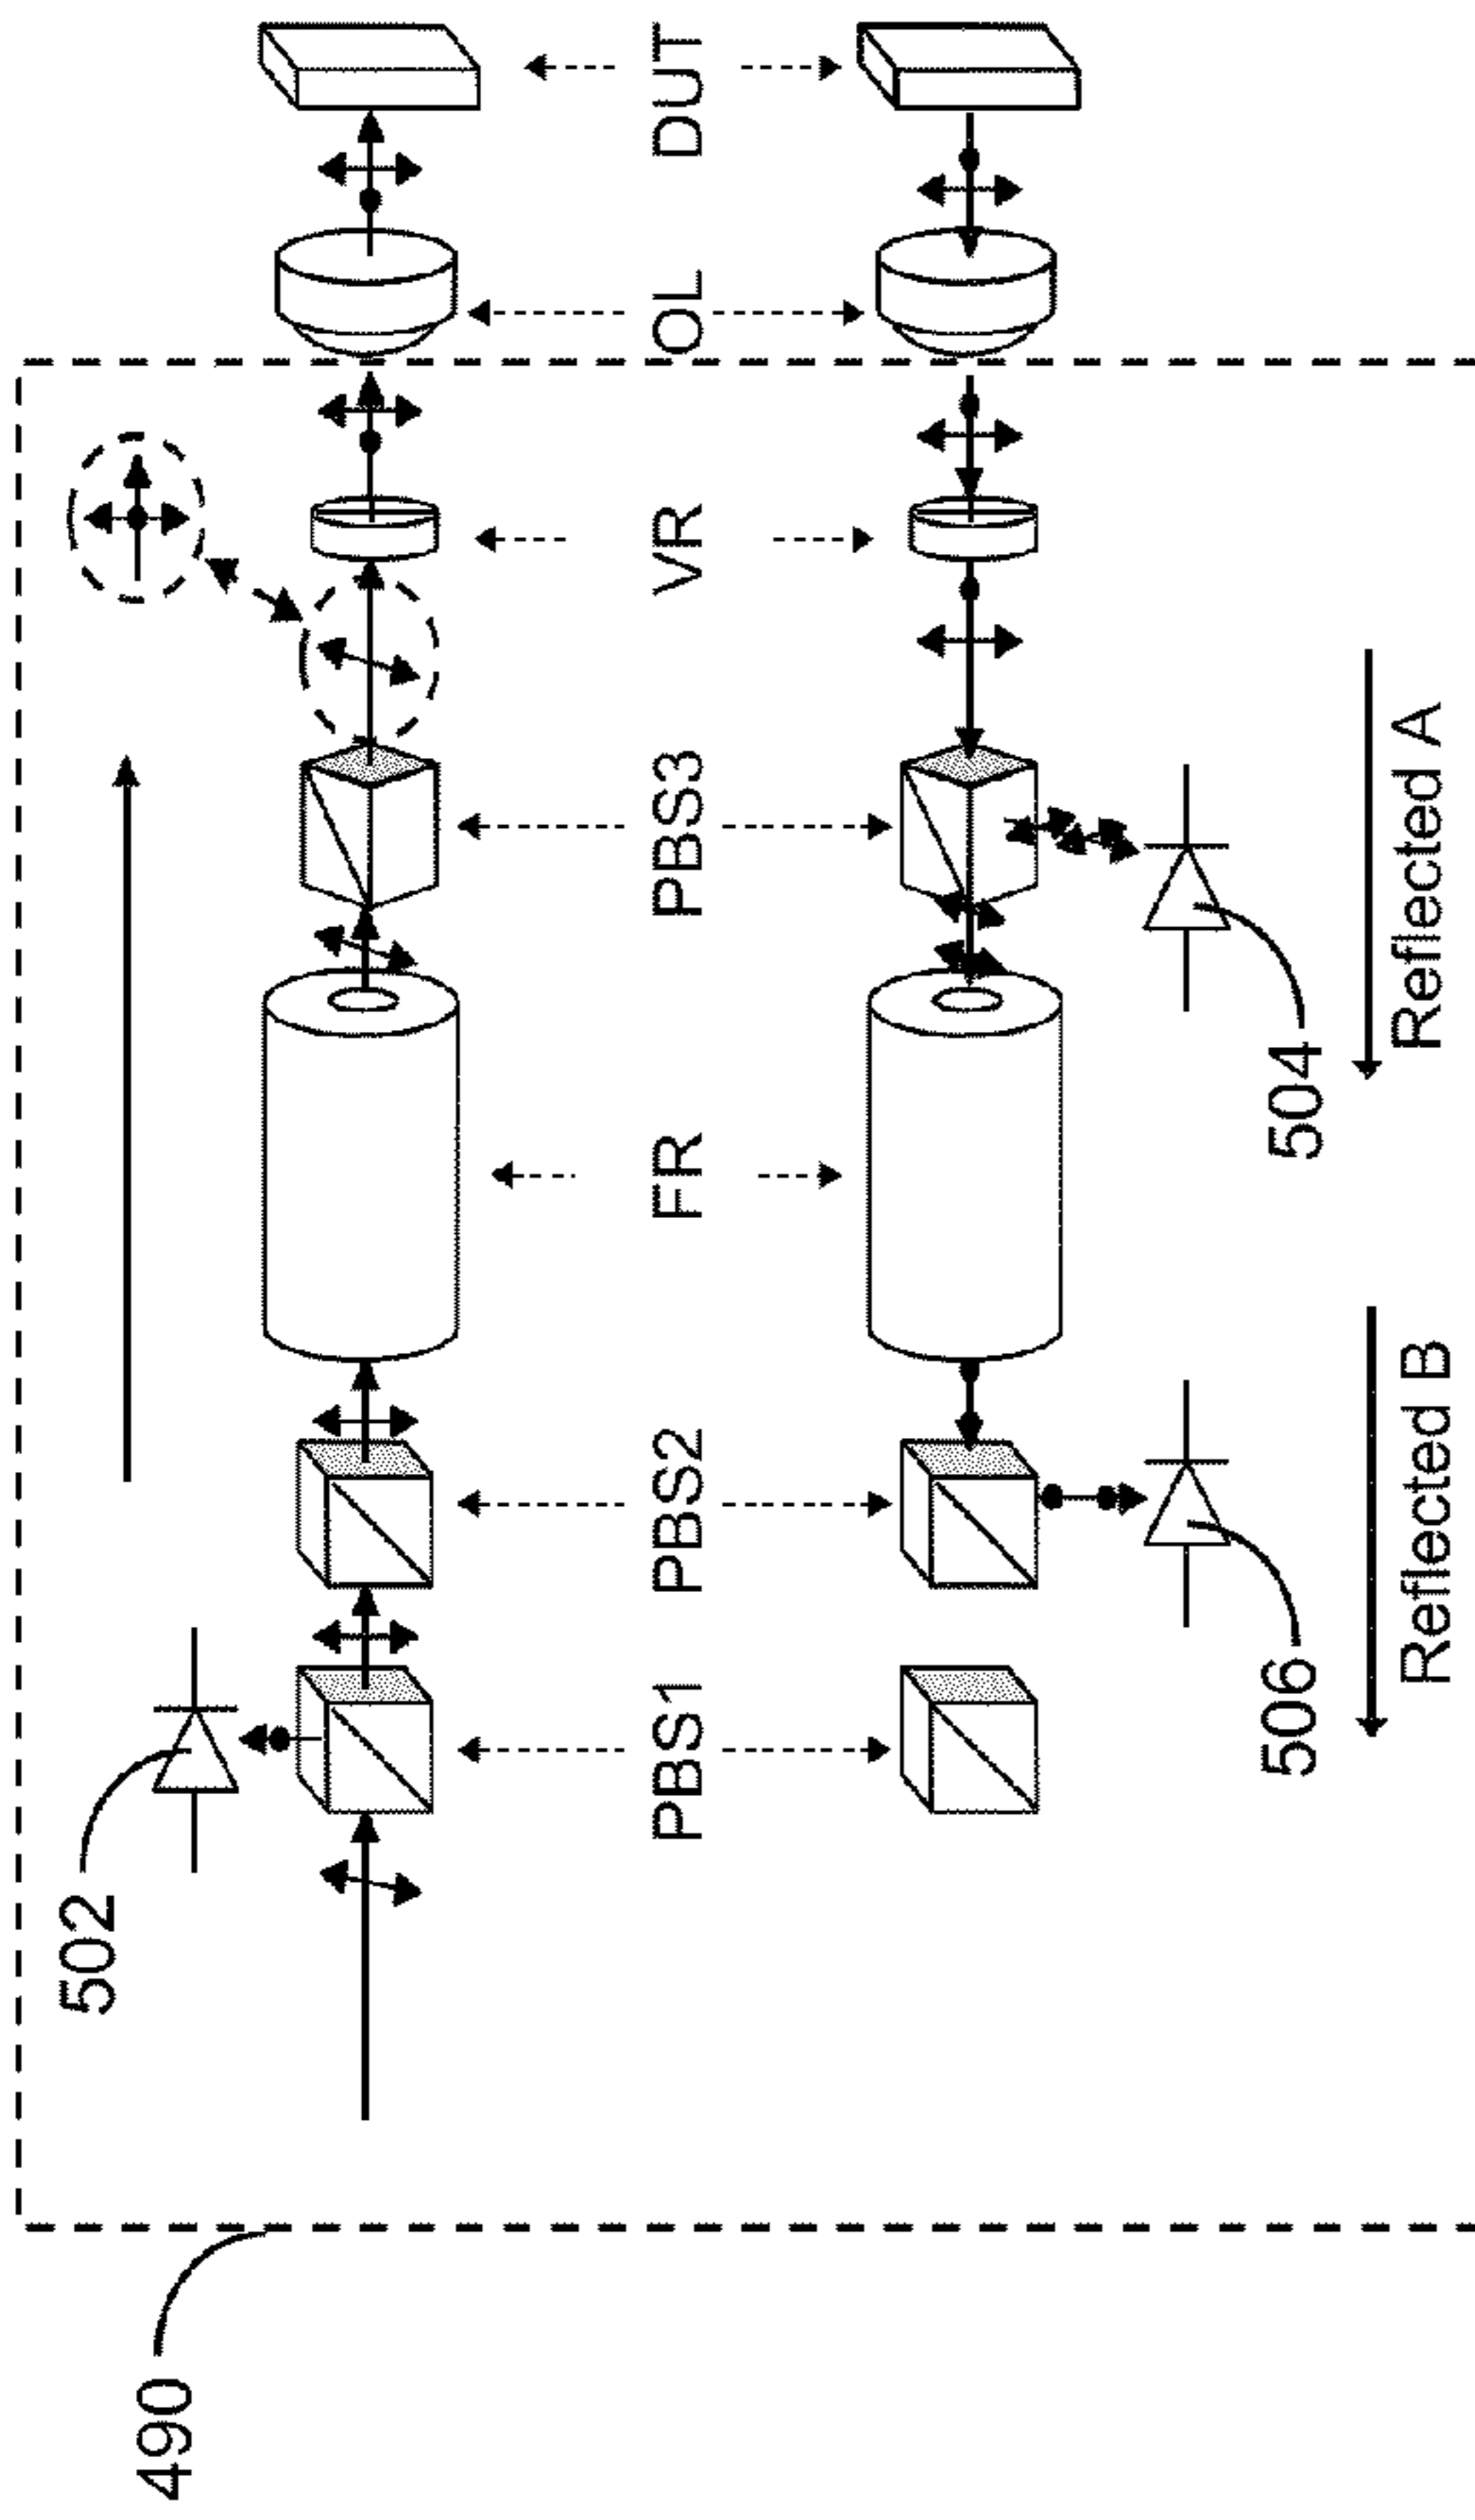 490
502
PBS1
PBS2
FR
PBS3
VR
OL
DUT
506
504
Reflected B
Reflected A